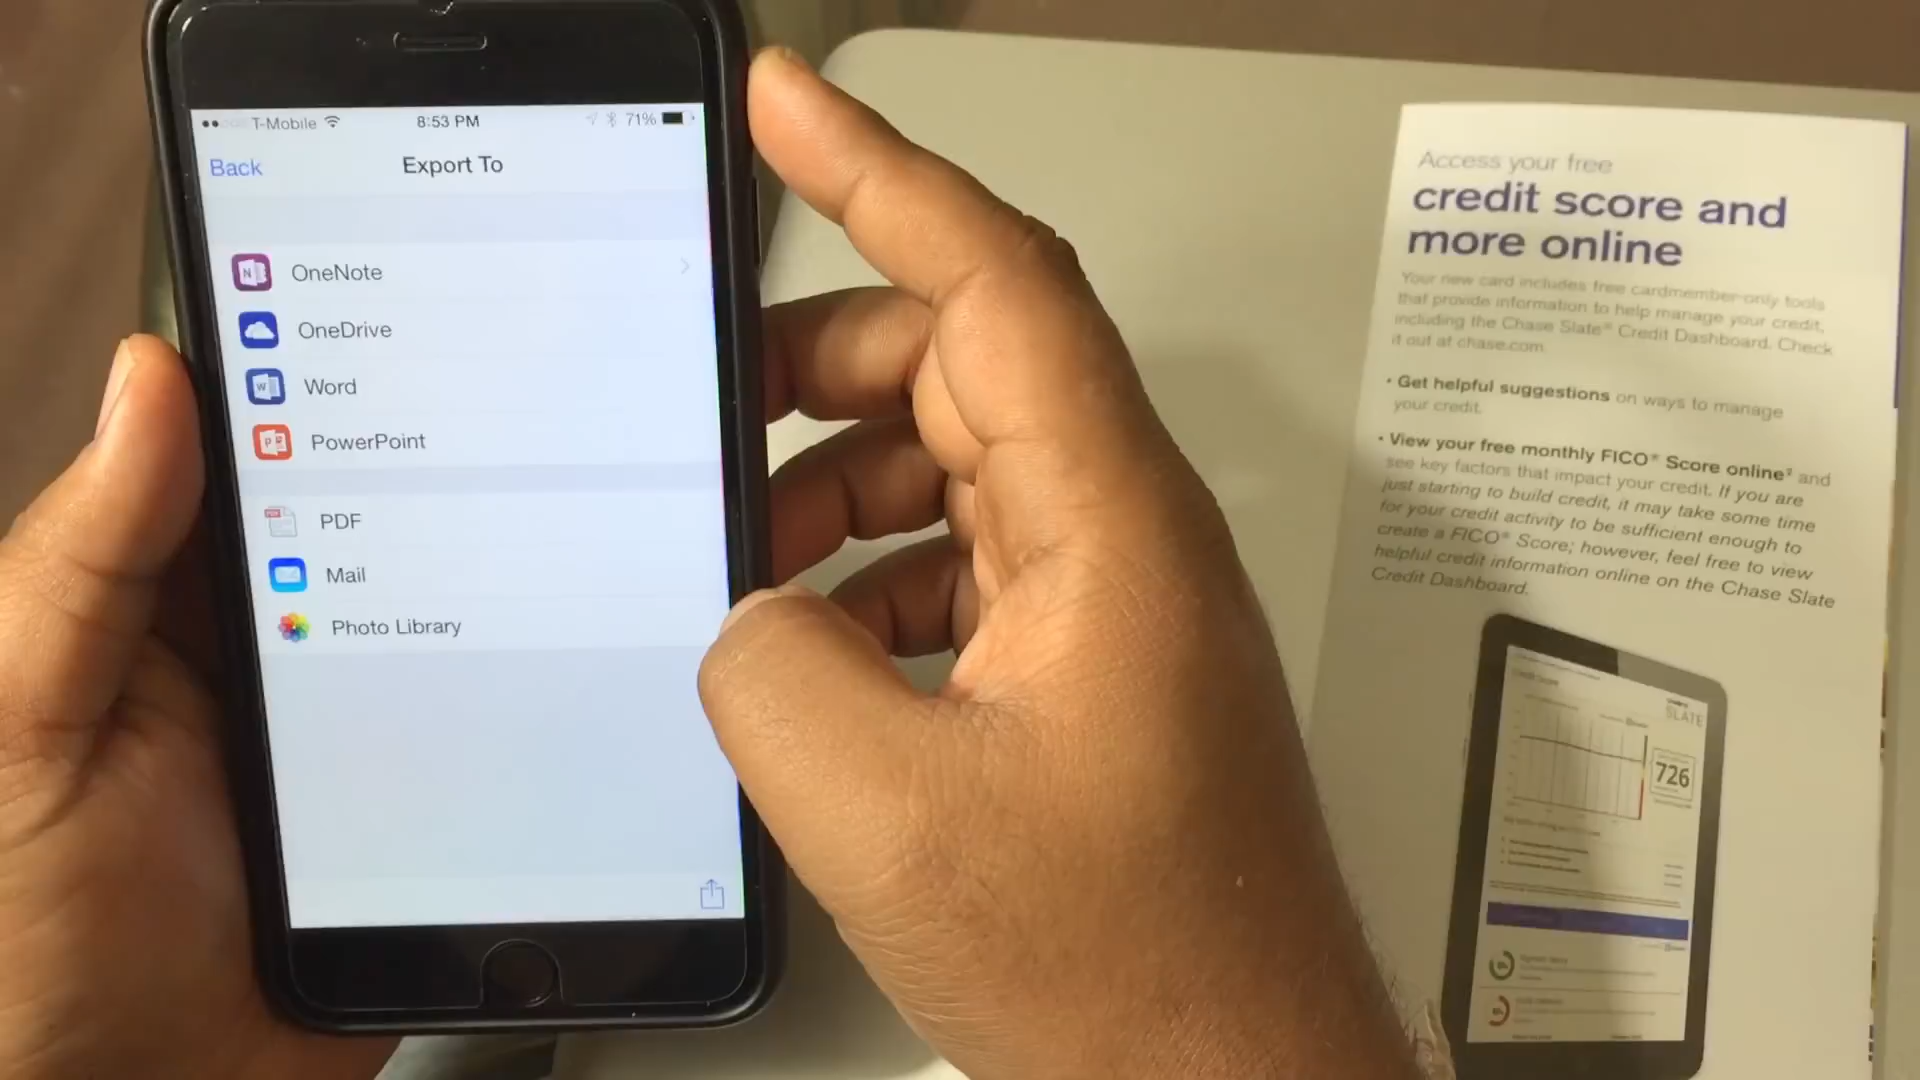 T-Mobile
8:53 PM
71%
Back
Export To
OneNote
OneDrive
Word
PowerPoint
PDF
Mail
Photo Library
Access your free
credit score and
more online
Your new card includes free cardmember-only tools
that provide information to help manage your credit,
including the Chase Slate® Credit Dashboard. Check
it out at chase.com.
• Get helpful suggestions on ways to manage
your credit.
• View your free monthly FICO® Score online² and
see key factors that impact your credit. If you are
just starting to build credit, it may take some time
for your credit activity to be sufficient enough to
create a FICO® Score; however, feel free to view
helpful credit information online on the Chase Slate
Credit Dashboard.
SLATE
726